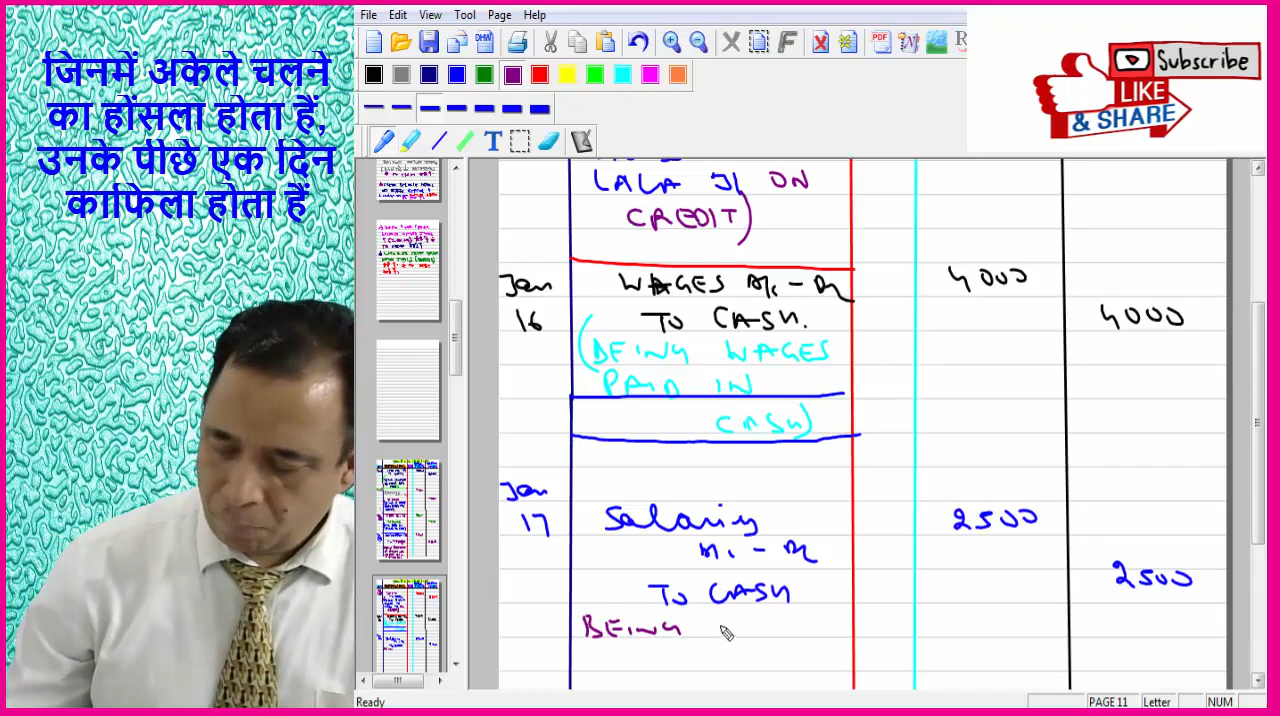 जिनमें अकेले चलने
का होंसला होता हैं,
उनके पीछे एक दिन
काफिला होता हैं
File Edit View Tool Page Help
DHW
PDF
Subscribe
LIKE
& SHARE
LALA JI ON
CREDIT)
Jan WAGES A/c - Dr 4000
16 TO CASH. 4000
(BEING WAGES
PAID IN
CASH)
Jan
17 Salary 2500
A/c - Dr
2500
TO CASH
BEING
Ready PAGE 11 Letter NUM